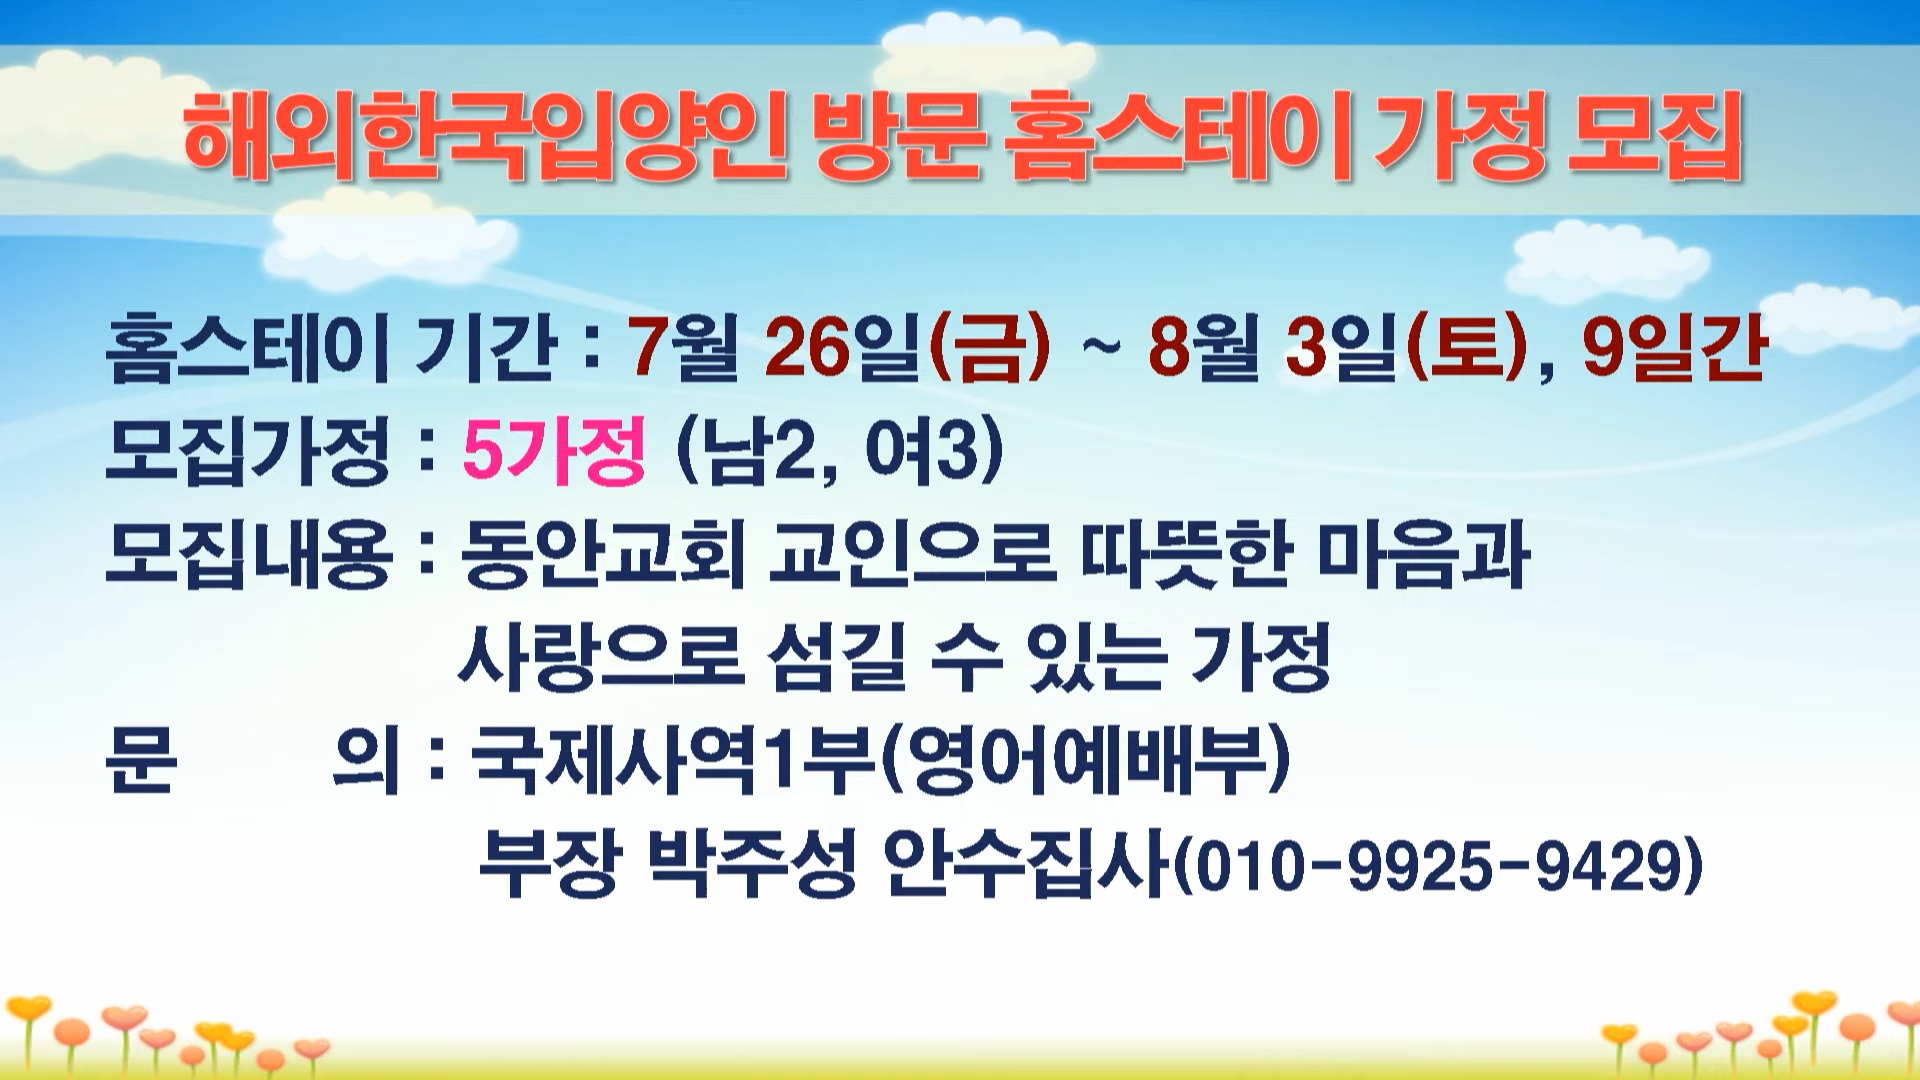 해외한국입양인 방문 홈스테이 가정 모집
홈스테이 기간 : 7월 26일(금) ~ 8월 3일(토), 9일간
모집가정 : 5가정 (남2, 여3)
모집내용 : 동안교회 교인으로 따뜻한 마음과
사랑으로 섬길 수 있는 가정
문 의 : 국제사역1부(영어예배부)
부장 박주성 안수집사(010-9925-9429)